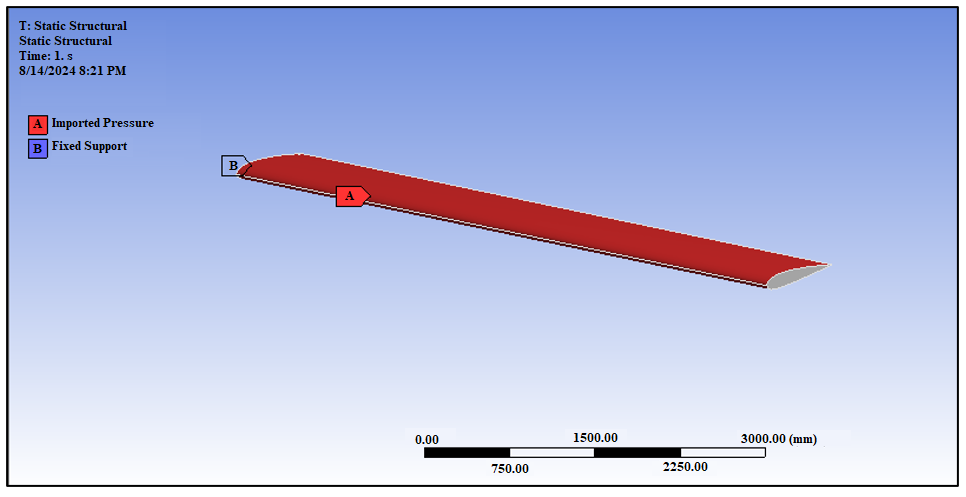 T: Static Structural
Static Structural
Time: 1. s
8/14/2024 8:21 PM
A Imported Pressure
B Fixed Support
B
A
0.00 1500.00 3000.00 (mm)
750.00 2250.00